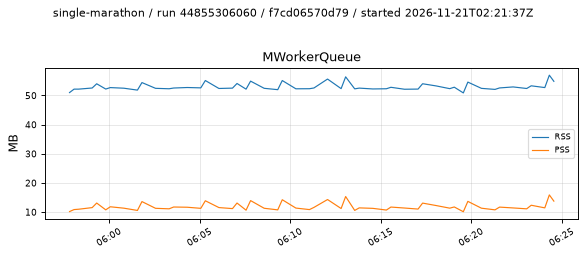 single-marathon / run 44855306060 / f7cd06570d79 / started 2026-11-21T02:21:37Z
MWorkerQueue
MB
50
40
30
20
10
RSS
PSS
06:00
06:05
06:10
06:15
06:20
06:25